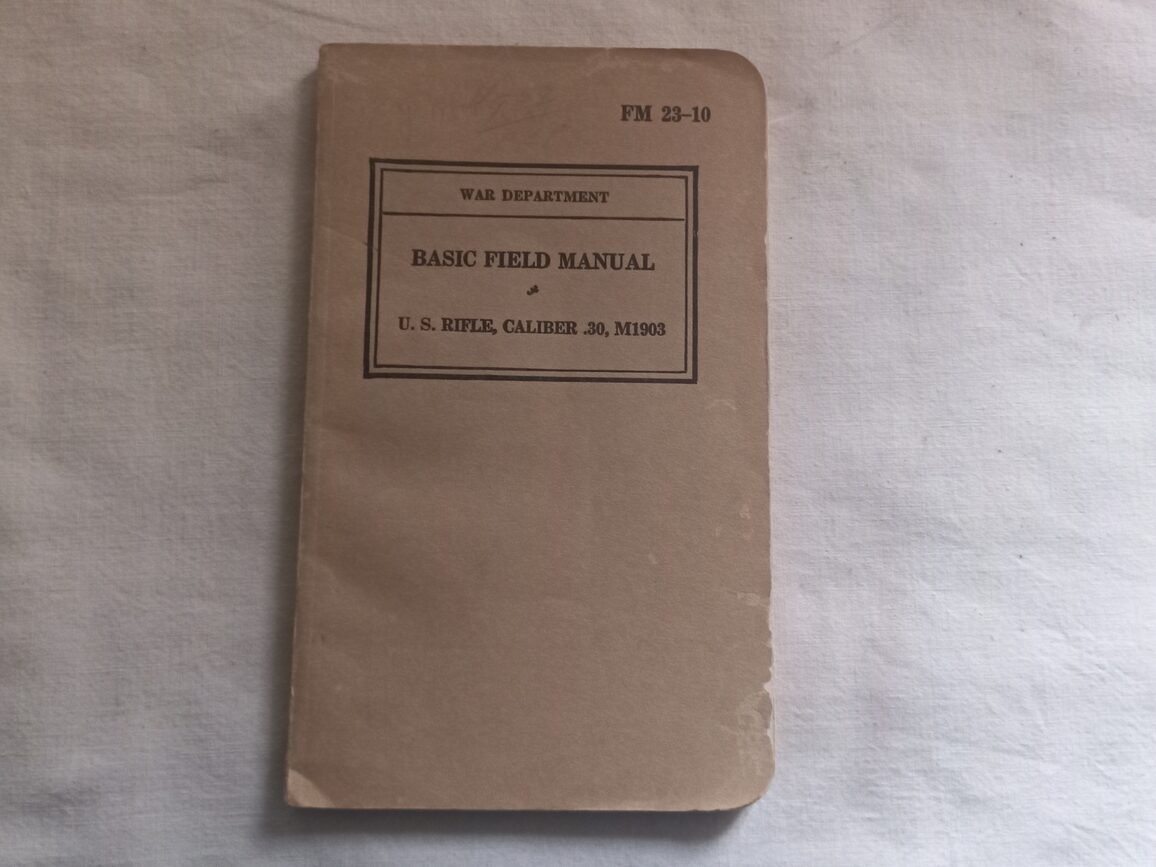 FM 23–10
WAR DEPARTMENT
BASIC FIELD MANUAL
U. S. RIFLE, CALIBER .30, M1903